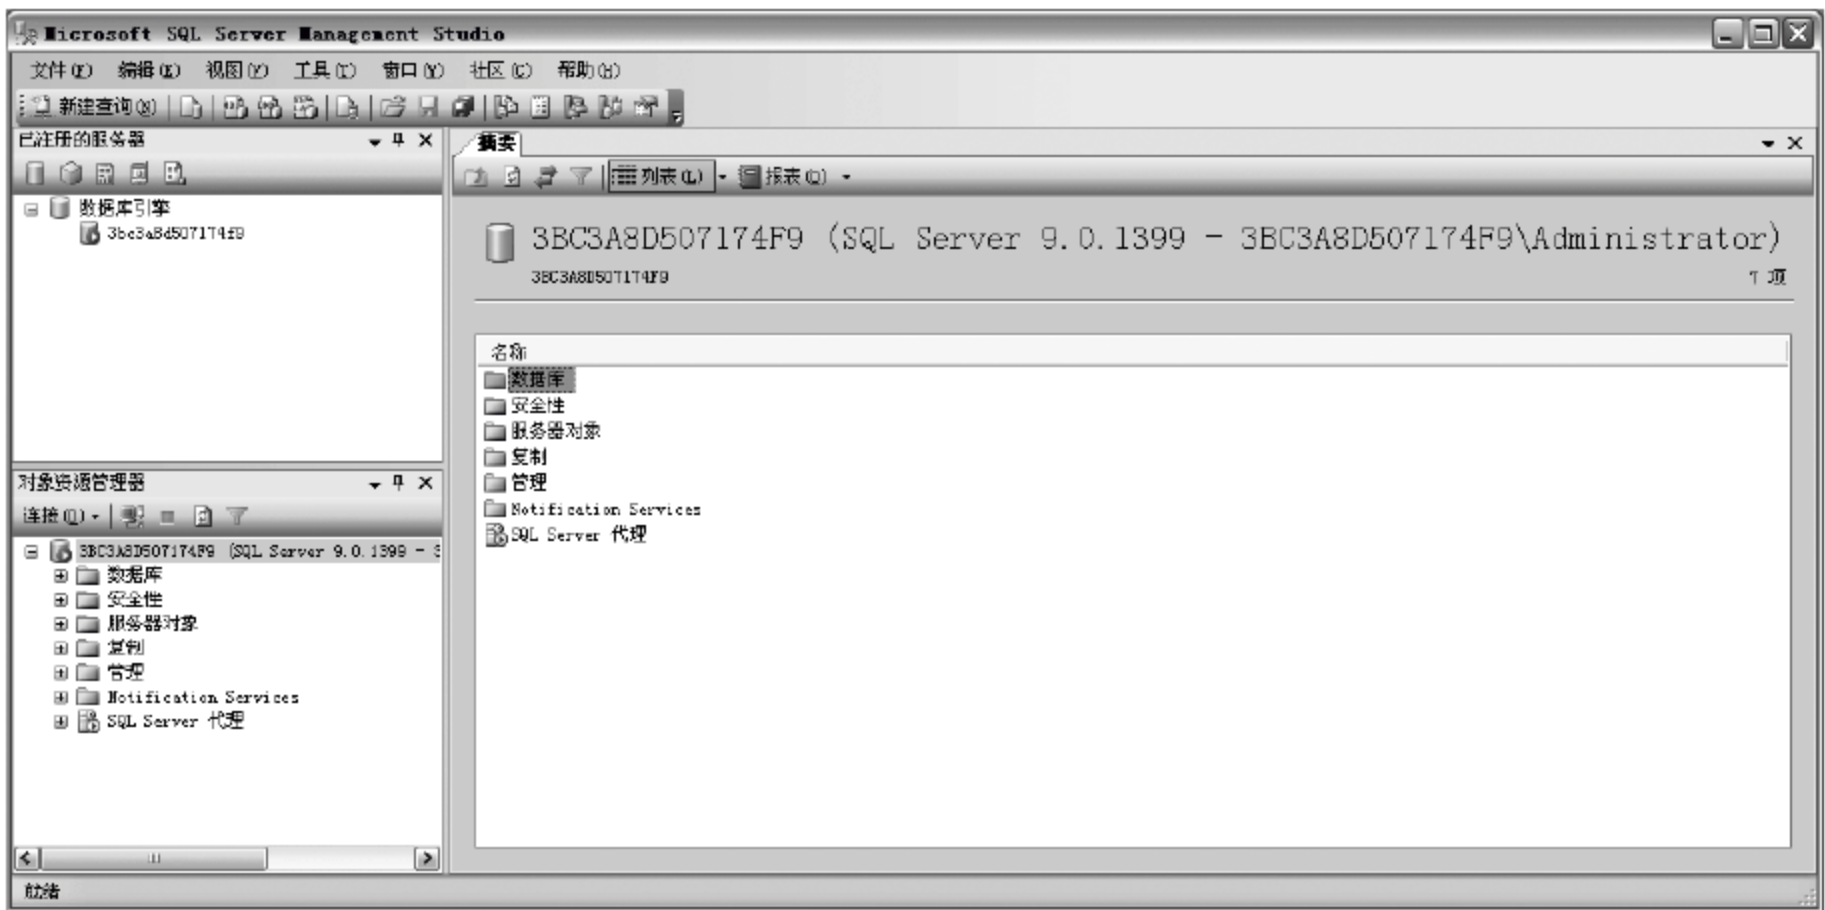 Microsoft SQL Server Management Studio
文件(F) 编辑(E) 视图(V) 工具(T) 窗口(W) 社区(C) 帮助(H)
新建查询(N)
已注册的服务器
数据库引擎
3bc3a8d507174f9
对象资源管理器
连接(O)
3BC3A8D507174F9 (SQL Server 9.0.1399 - 3
数据库
安全性
服务器对象
复制
管理
Notification Services
SQL Server 代理
摘要
列表(L) 报表(O)
3BC3A8D507174F9 (SQL Server 9.0.1399 - 3BC3A8D507174F9\Administrator)
3BC3A8D507174F9
7 项
名称
数据库
安全性
服务器对象
复制
管理
Notification Services
SQL Server 代理
就绪